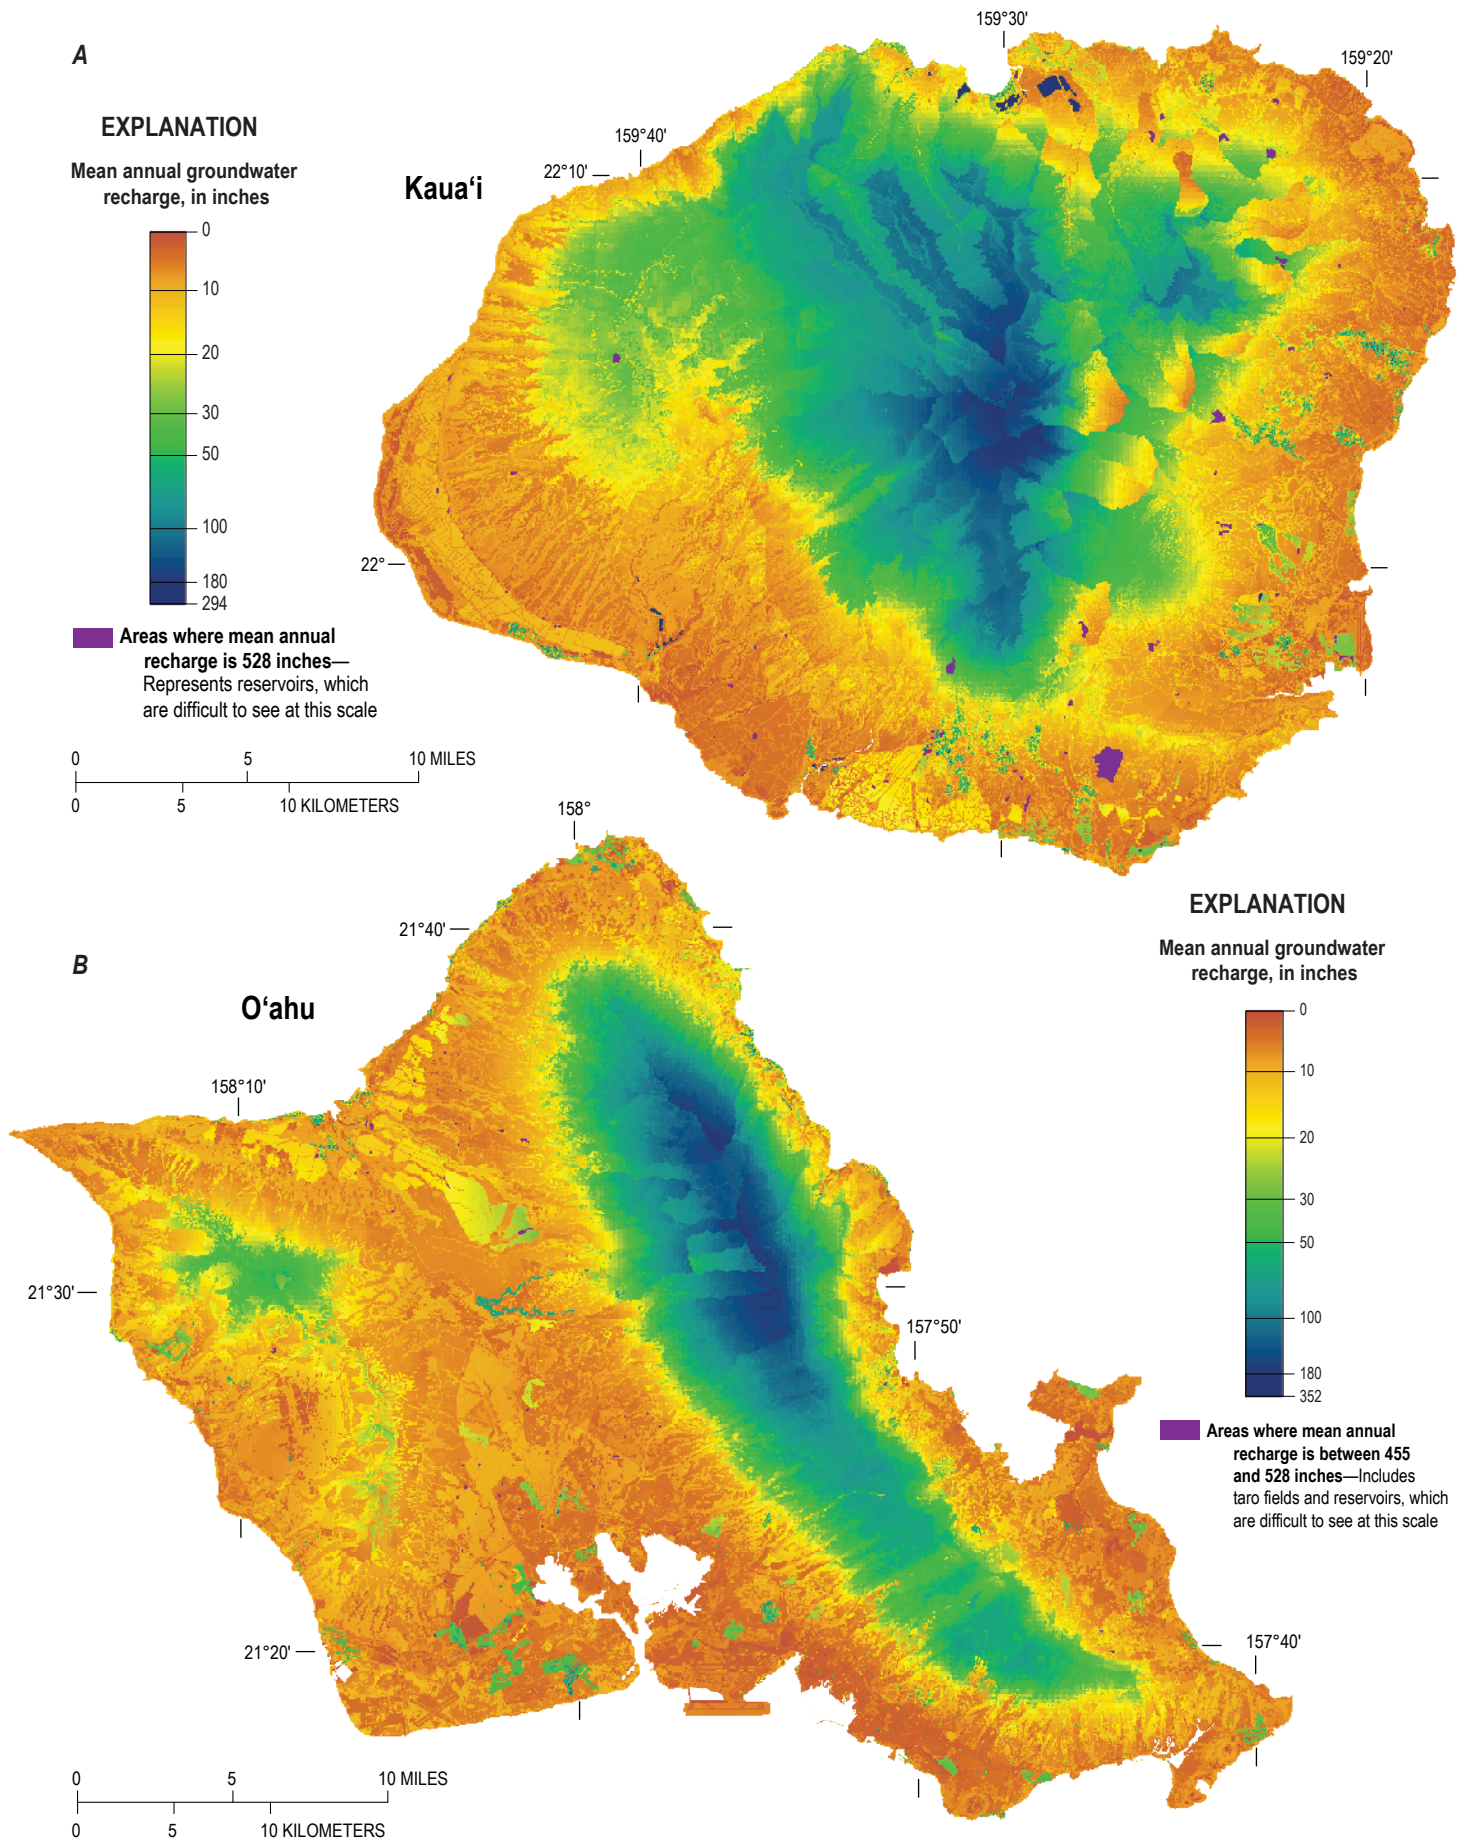 A
EXPLANATION
Mean annual groundwater
recharge, in inches
0
10
20
30
50
100
180
294
Areas where mean annual
recharge is 528 inches—
Represents reservoirs, which
are difficult to see at this scale
0 5 10 MILES
0 5 10 KILOMETERS
Kauaʻi
159°30'
159°20'
159°40'
22°10'
22°
B
Oʻahu
158°
21°40'
158°10'
21°30'
157°50'
21°20'
157°40'
EXPLANATION
Mean annual groundwater
recharge, in inches
0
10
20
30
50
100
180
352
Areas where mean annual
recharge is between 455
and 528 inches—Includes
taro fields and reservoirs, which
are difficult to see at this scale
0 5 10 MILES
0 5 10 KILOMETERS